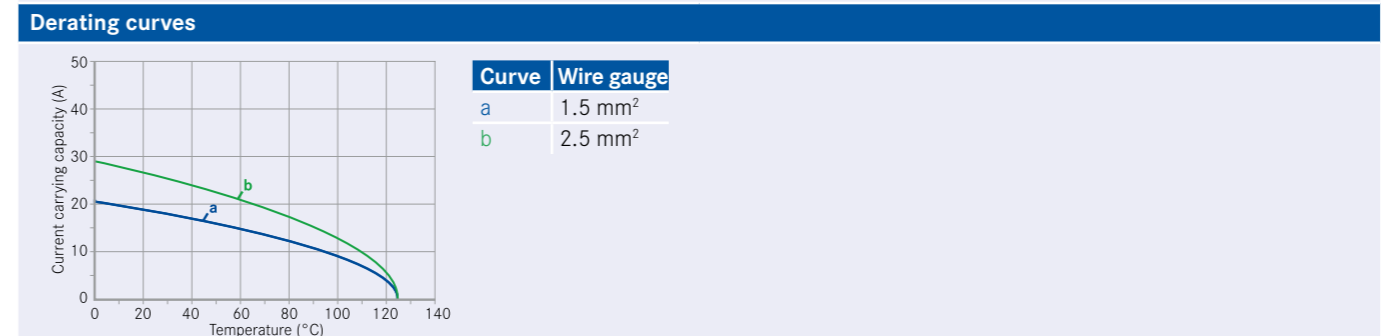 Derating curves
50
40
30
20
10
0
Current carrying capacity (A)
b
a
0 20 40 60 80 100 120 140
Temperature (°C)
Curve Wire gauge
a 1.5 mm²
b 2.5 mm²